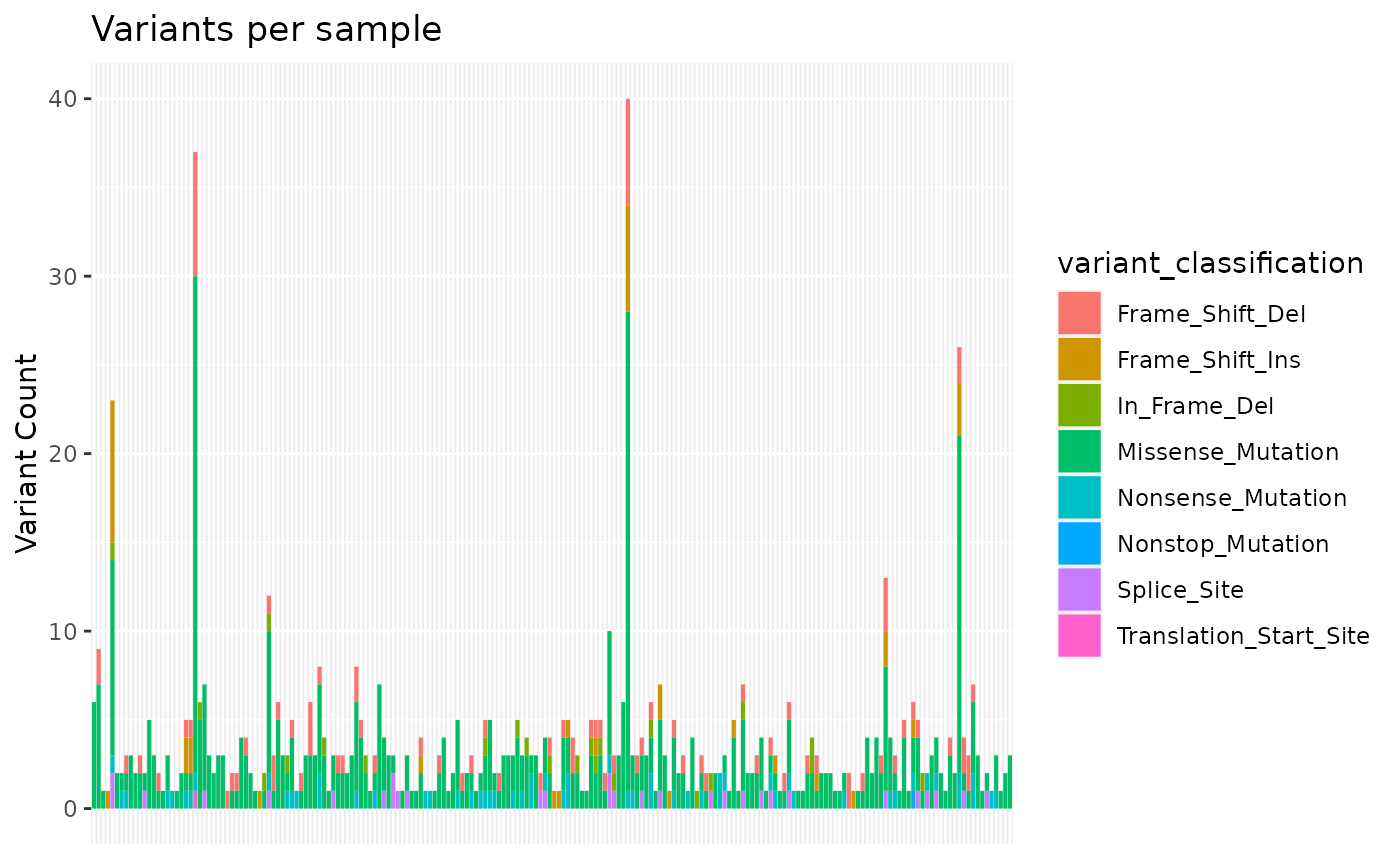 Variants per sample
Variant Count
40
30
20
10
0
variant_classification
Frame_Shift_Del
Frame_Shift_Ins
In_Frame_Del
Missense_Mutation
Nonsense_Mutation
Nonstop_Mutation
Splice_Site
Translation_Start_Site